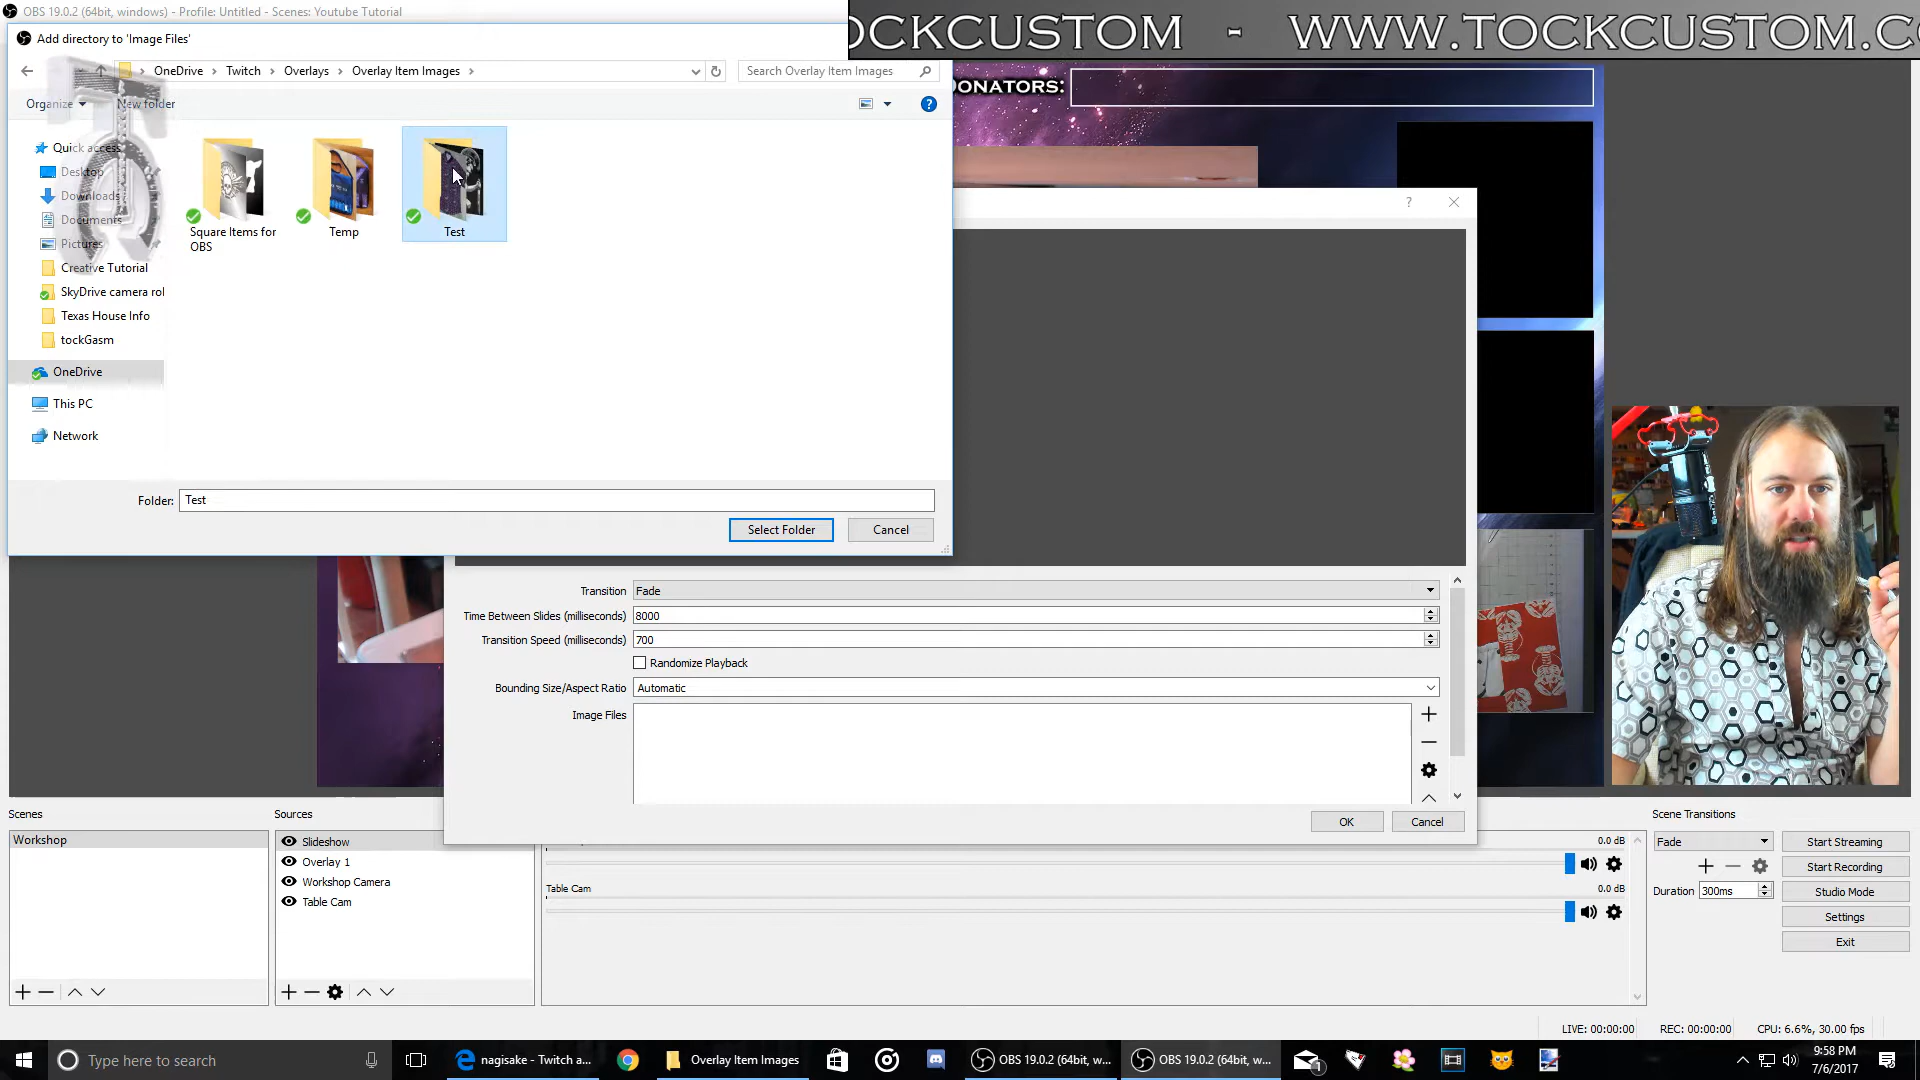 OBS 19.0.2 (64bit, windows) - Profile: Untitled - Scenes: Youtube Tutorial
OCKCUSTOM - WWW.TOCKCUSTOM.C
Add directory to 'Image Files'
OneDrive > Twitch > Overlays > Overlay Item Images >
Search Overlay Item Images
ONATORS:
Organize
New folder
Quick access
Desktop
Downloads
Documents
Pictures
Creative Tutorial
SkyDrive camera rol
Texas House Info
tockGasm
OneDrive
This PC
Network
Square Items for OBS
Temp
Test
Folder: Test
Select Folder
Cancel
Transition Fade
Time Between Slides (milliseconds) 8000
Transition Speed (milliseconds) 700
Randomize Playback
Bounding Size/Aspect Ratio Automatic
Image Files
OK
Cancel
Scenes
Workshop
Sources
Slideshow
Overlay 1
Workshop Camera
Table Cam
0.0 dB
Table Cam
0.0 dB
Scene Transitions
Fade
Duration 300ms
Start Streaming
Start Recording
Studio Mode
Settings
Exit
LIVE: 00:00:00
REC: 00:00:00
CPU: 6.6%, 30.00 fps
Type here to search
nagisake - Twitch a...
Overlay Item Images
OBS 19.0.2 (64bit, w...
OBS 19.0.2 (64bit, w...
9:58 PM
7/6/2017